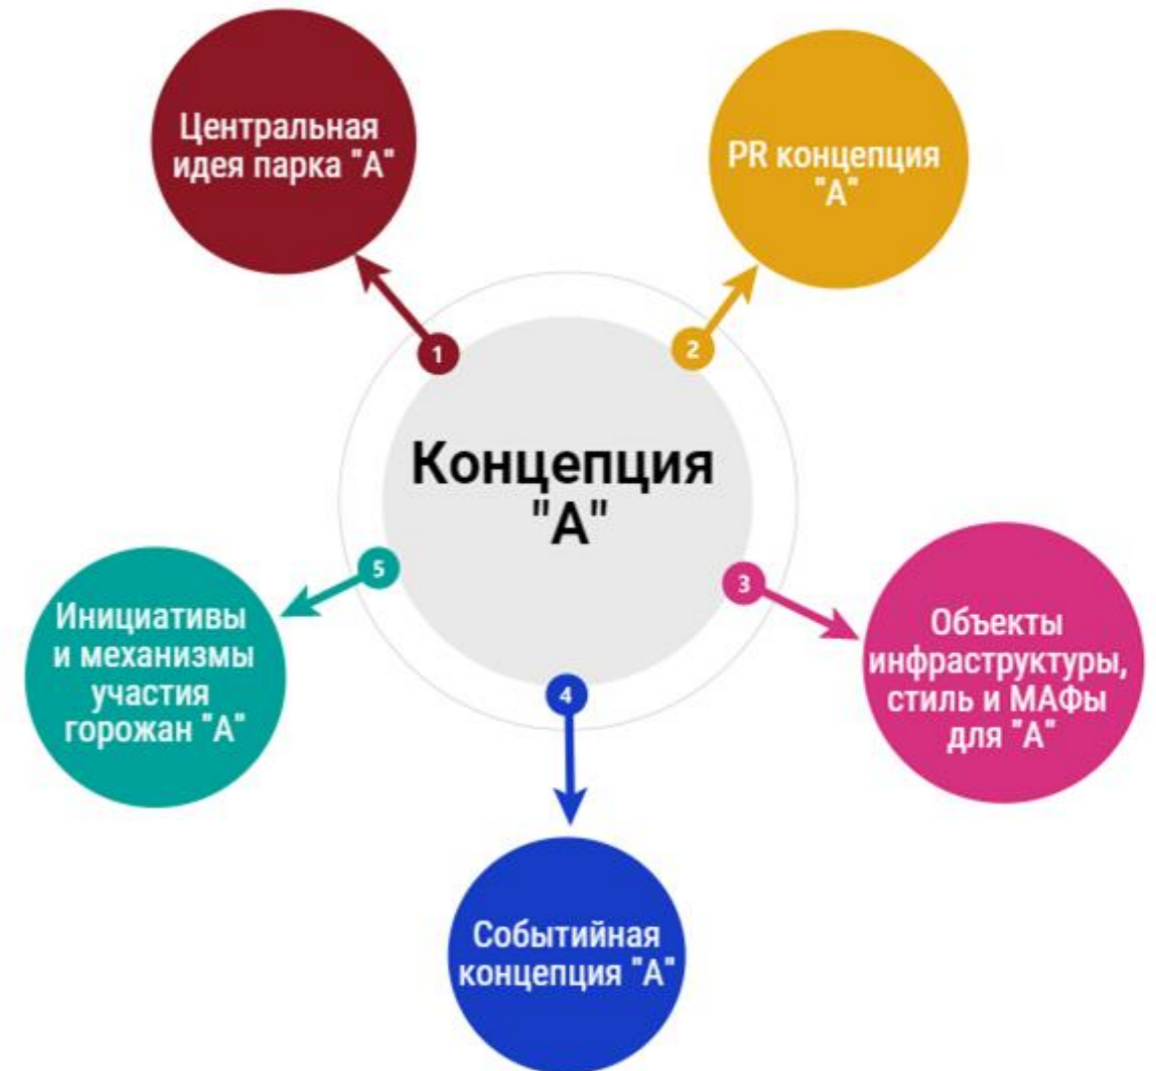 Центральная
идея парка "А"
PR концепция
"А"
1
2
Концепция
"А"
5
3
Инициативы
и механизмы
участия
горожан "А"
Объекты
инфраструктуры,
стиль и МАФы
для "А"
4
Событийная
концепция "А"